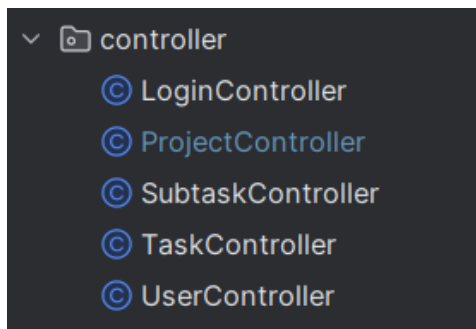 controller
LoginController
ProjectController
SubtaskController
TaskController
UserController